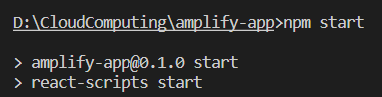 D:\CloudComputing\amplify-app>npm start
> amplify-app@0.1.0 start
> react-scripts start